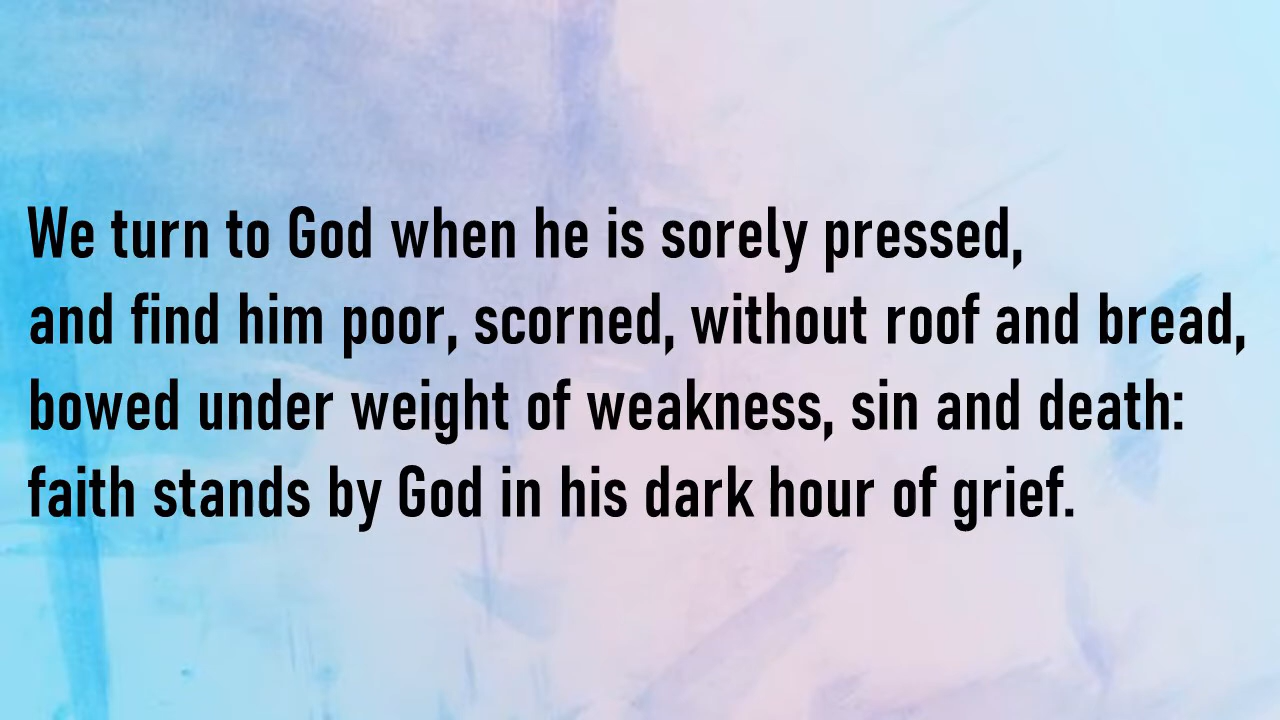 We turn to God when he is sorely pressed,
and find him poor, scorned, without roof and bread,
bowed under weight of weakness, sin and death:
faith stands by God in his dark hour of grief.